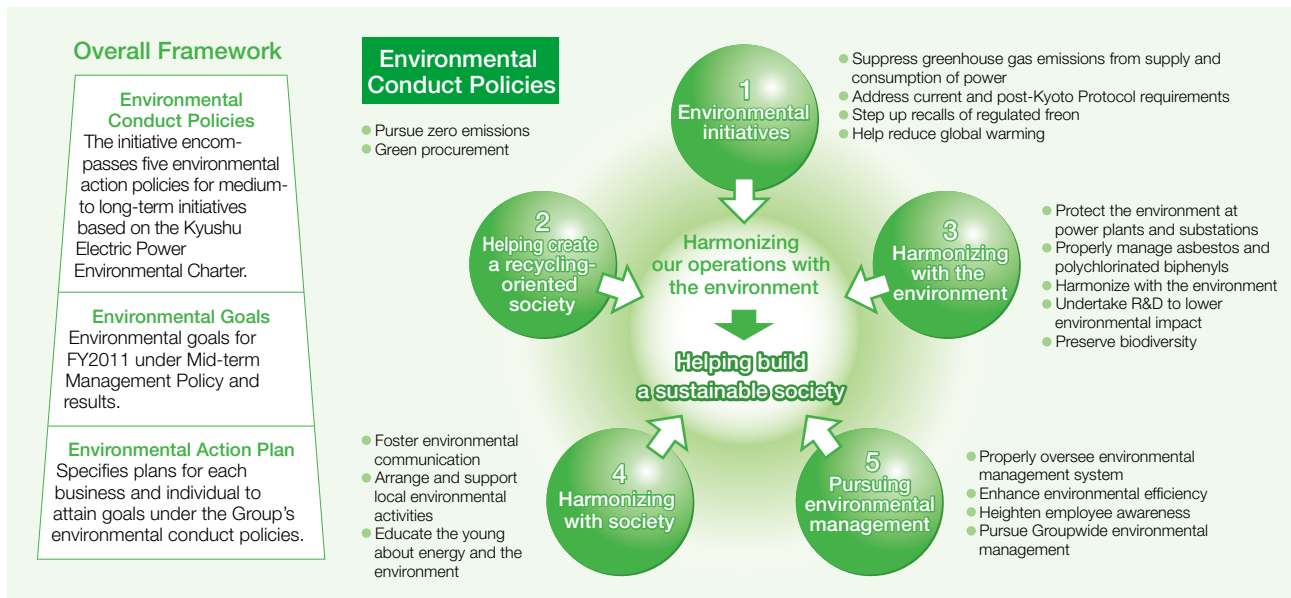 Overall Framework
Environmental
Conduct Policies
The initiative encom-
passes five environmental
action policies for medium-
to long-term initiatives
based on the Kyushu
Electric Power
Environmental Charter.
Environmental Goals
Environmental goals for
FY2011 under Mid-term
Management Policy and
results.
Environmental Action Plan
Specifies plans for each
business and individual to
attain goals under the Group’s
environmental conduct policies.
Environmental
Conduct Policies
1
Environmental
initiatives
● Suppress greenhouse gas emissions from supply and
consumption of power
● Address current and post-Kyoto Protocol requirements
● Step up recalls of regulated freon
● Help reduce global warming
● Pursue zero emissions
● Green procurement
2
Helping create
a recycling-
oriented
society
3
Harmonizing
with the
environment
● Protect the environment at
power plants and substations
● Properly manage asbestos and
polychlorinated biphenyls
● Harmonize with the environment
● Undertake R&D to lower
environmental impact
● Preserve biodiversity
Harmonizing
our operations with
the environment
Helping build
a sustainable society
● Foster environmental
communication
● Arrange and support
local environmental
activities
● Educate the young
about energy and the
environment
4
Harmonizing
with society
5
Pursuing
environmental
management
● Properly oversee environmental
management system
● Enhance environmental efficiency
● Heighten employee awareness
● Pursue Groupwide environmental
management